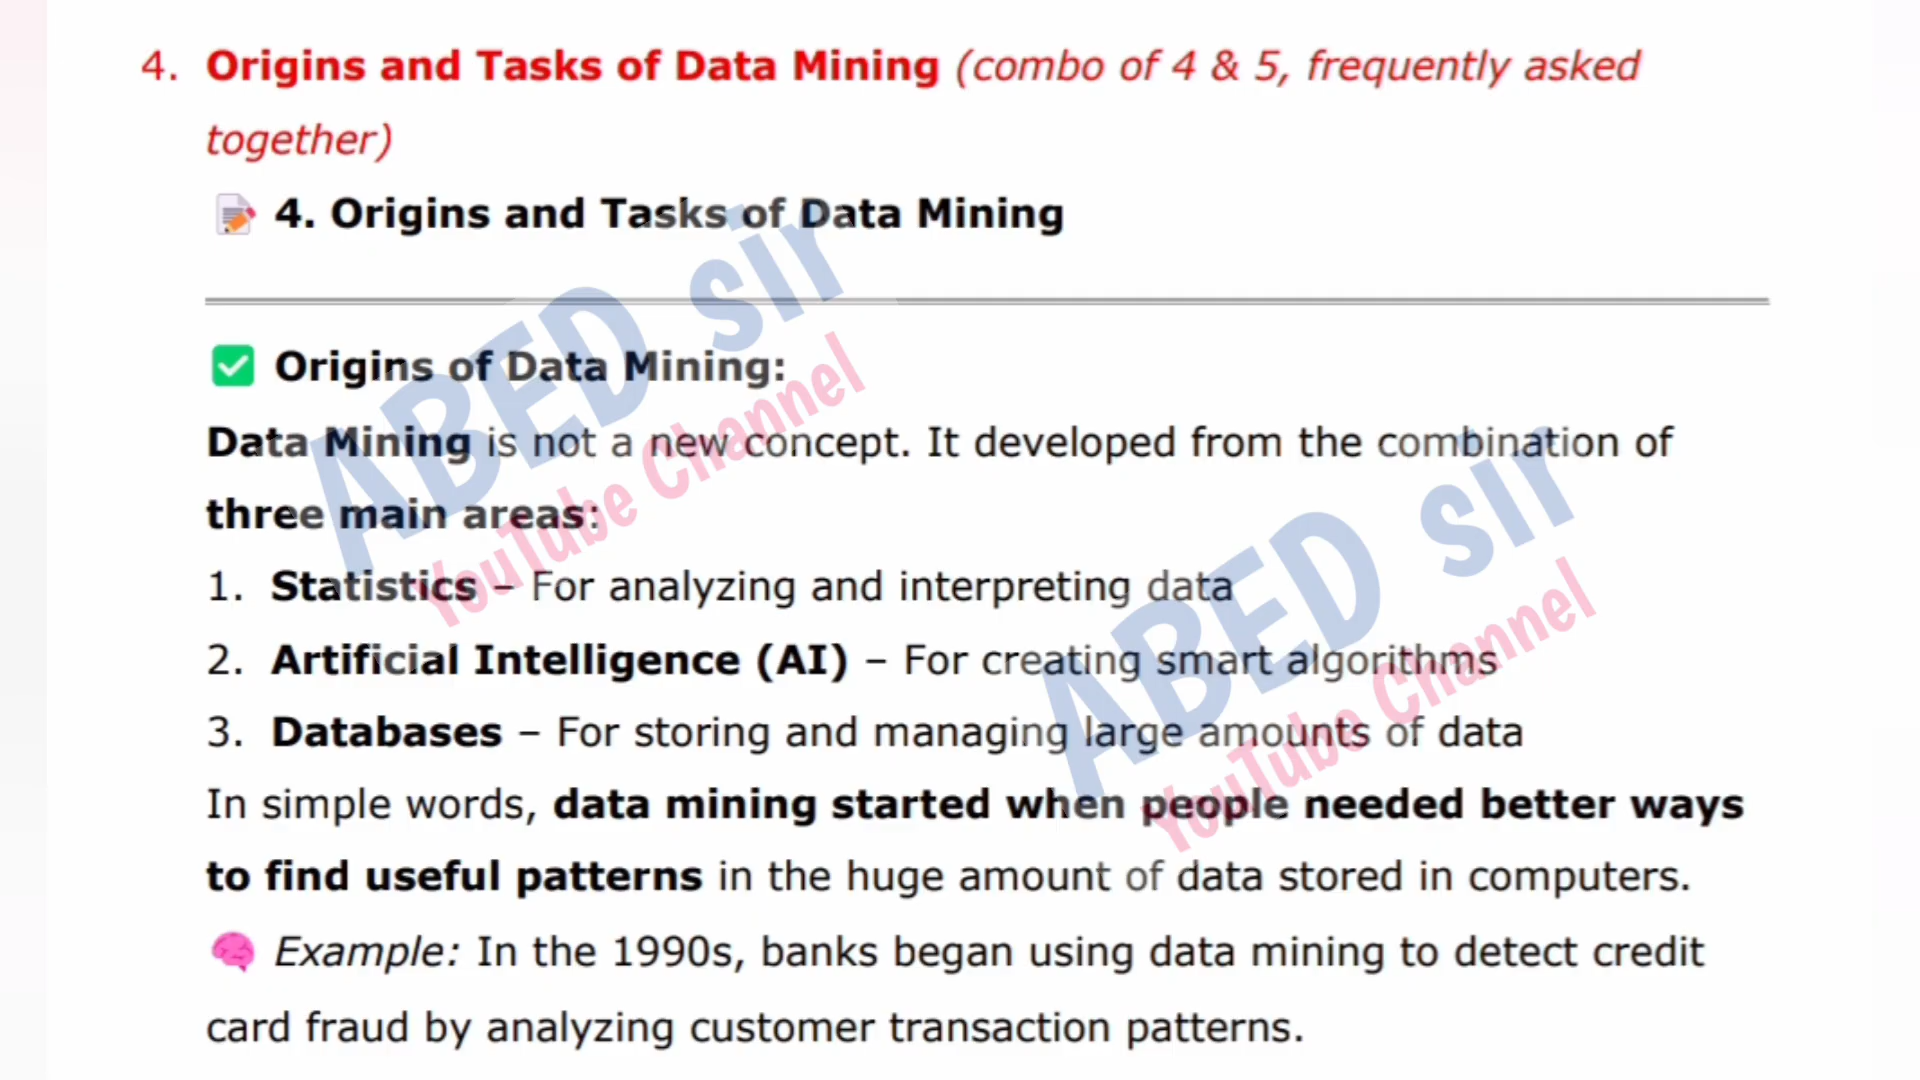 4. Origins and Tasks of Data Mining (combo of 4 & 5, frequently asked
together)
📝 4. Origins and Tasks of Data Mining
✅ Origins of Data Mining:
Data Mining is not a new concept. It developed from the combination of
three main areas:
1. Statistics – For analyzing and interpreting data
2. Artificial Intelligence (AI) – For creating smart algorithms
3. Databases – For storing and managing large amounts of data
In simple words, data mining started when people needed better ways
to find useful patterns in the huge amount of data stored in computers.
🧠 Example: In the 1990s, banks began using data mining to detect credit
card fraud by analyzing customer transaction patterns.
ABED sir
YouTube Channel
ABED sir
YouTube Channel